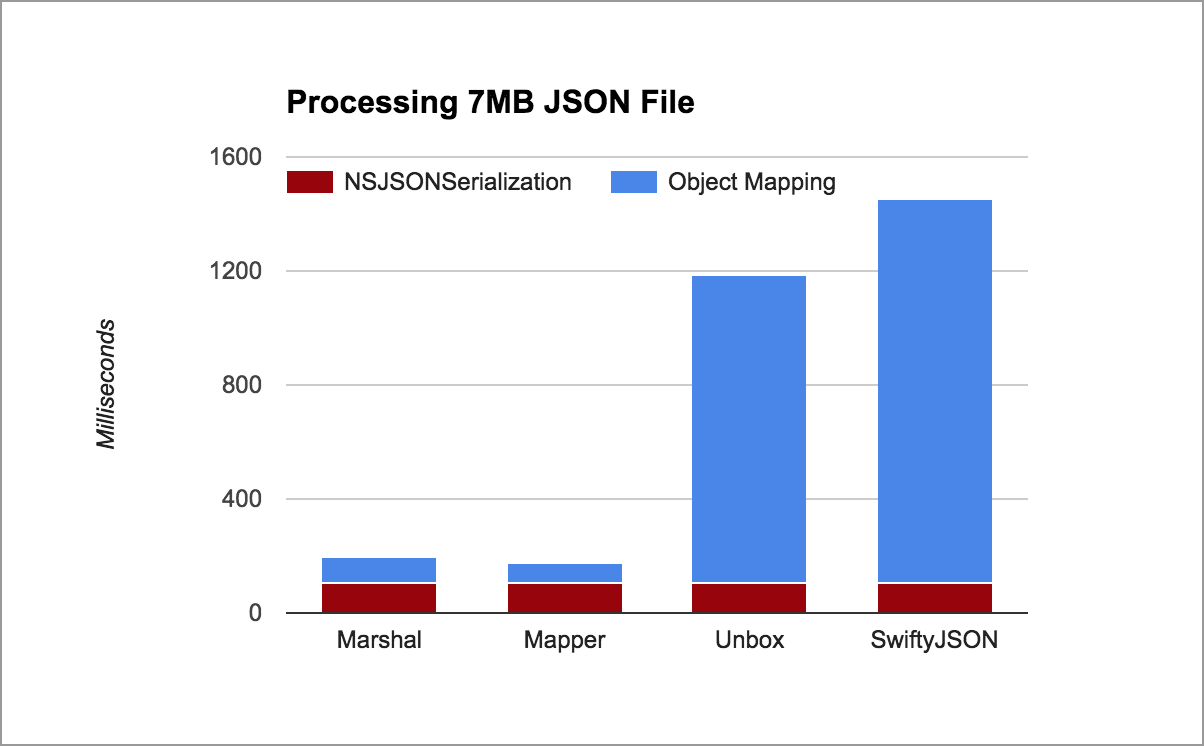 Processing 7MB JSON File
1600
NSJSONSerialization Object Mapping
1200
Milliseconds
800
400
0
Marshal Mapper Unbox SwiftyJSON